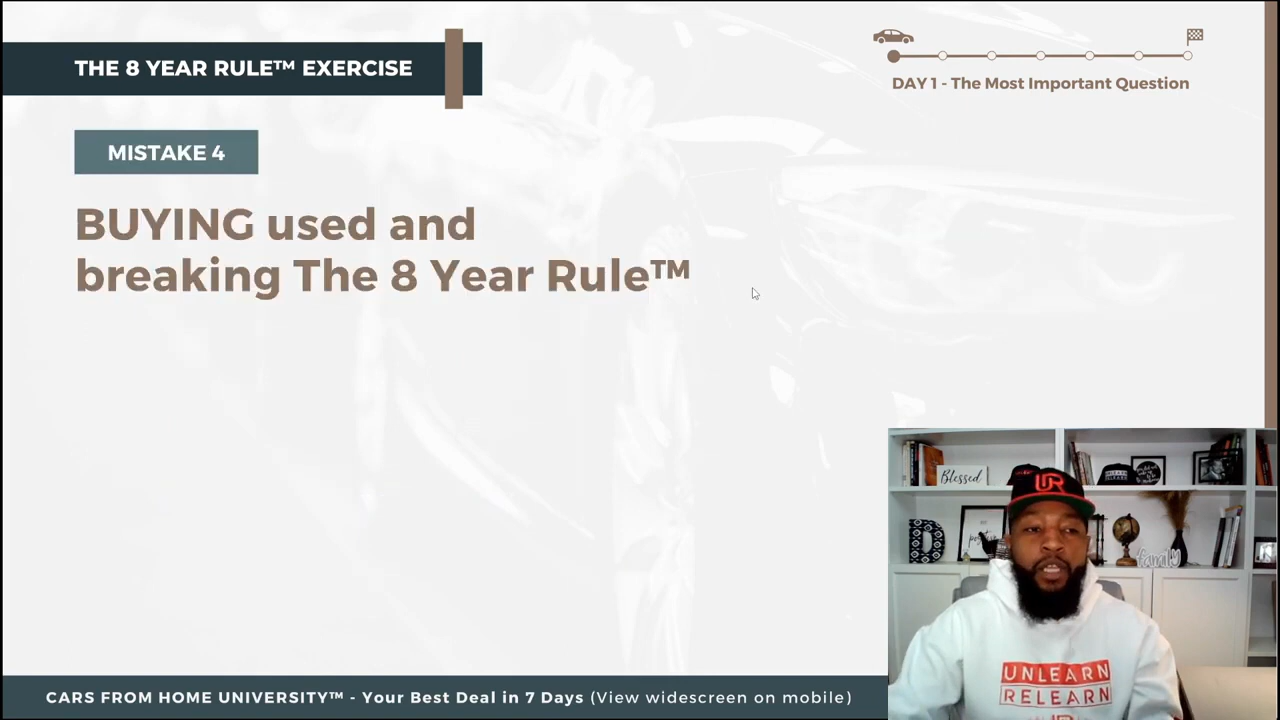 THE 8 YEAR RULE™ EXERCISE
DAY 1 - The Most Important Question
MISTAKE 4
BUYING used and
breaking The 8 Year Rule™
Blessed
UR
D
family
UNLEARN
RELEARN
CARS FROM HOME UNIVERSITY™ - Your Best Deal in 7 Days (View widescreen on mobile)